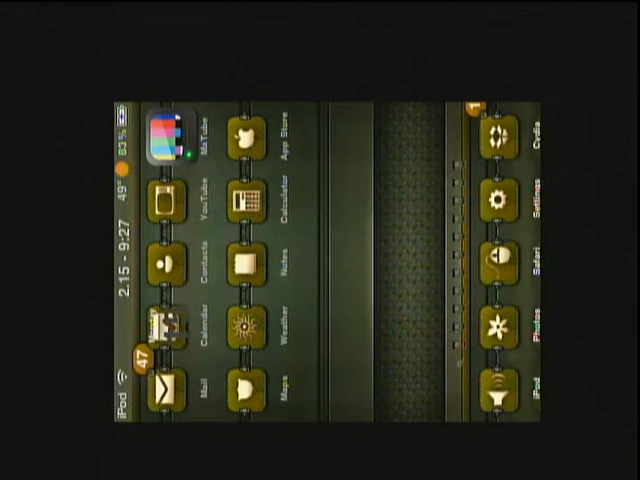 iPod 2.15 - 9:27 49° 83%
47
Mail Calendar Contacts YouTube MxTube
Maps Weather Notes Calculator App Store
iPod Photos Safari Settings Cydia